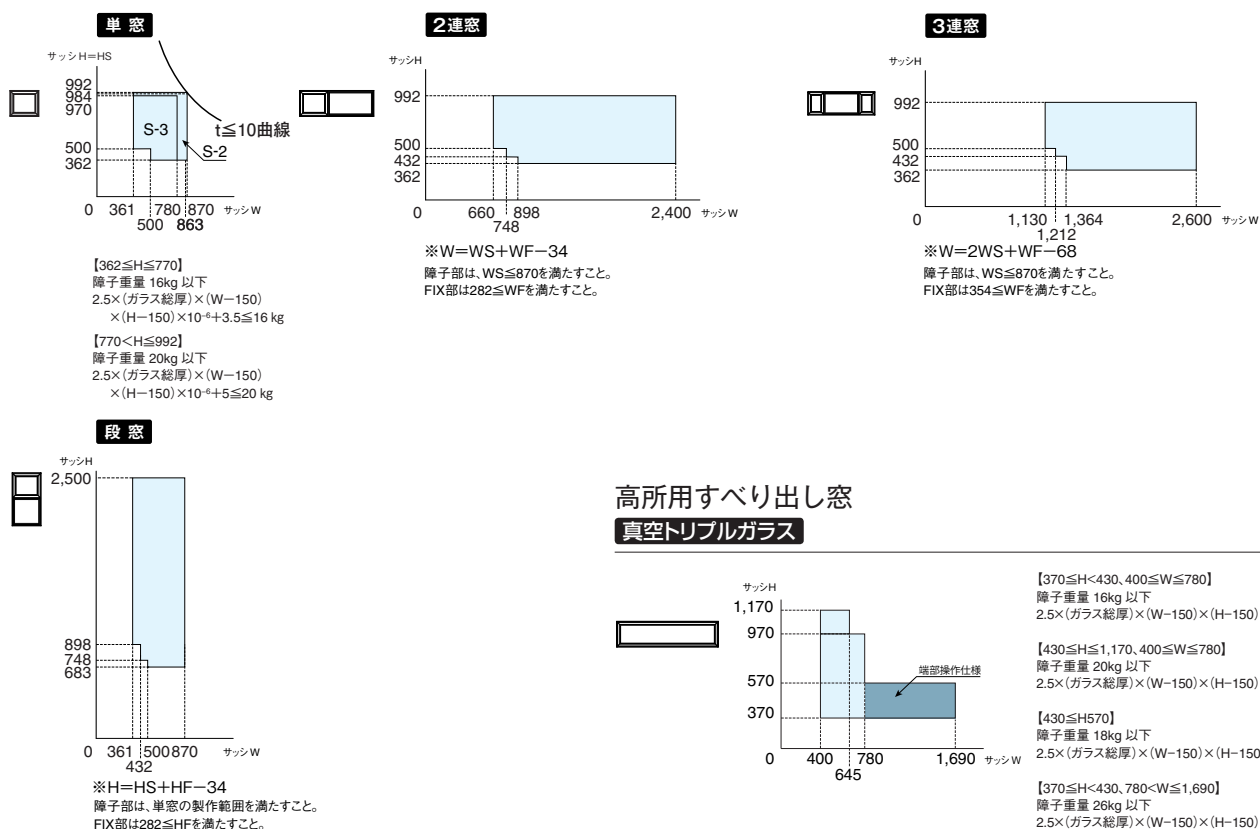 単 窓
サッシH=HS
992
984
970
500
362
S-3
t≦10曲線
S-2
0 361 780 870 サッシW
500 863
【362≦H≦770】
障子重量 16kg 以下
2.5×(ガラス総厚)×(W−150)
×(H−150)×10⁻⁶+3.5≦16 kg
【770<H≦992】
障子重量 20kg 以下
2.5×(ガラス総厚)×(W−150)
×(H−150)×10⁻⁶+5≦20 kg
2連窓
サッシH
992
500
432
362
0 660 898 2,400 サッシW
748
※W=WS+WF−34
障子部は、WS≦870を満たすこと。
FIX部は282≦WFを満たすこと。
3連窓
サッシH
992
500
432
362
0 1,130 1,364 2,600 サッシW
1,212
※W=2WS+WF−68
障子部は、WS≦870を満たすこと。
FIX部は354≦WFを満たすこと。
段 窓
サッシH
2,500
898
748
683
0 361 500 870 サッシW
432
※H=HS+HF−34
障子部は、単窓の製作範囲を満たすこと。
FIX部は282≦HFを満たすこと。
高所用すべり出し窓
真空トリプルガラス
サッシH
1,170
970
570
370
端部操作仕様
0 400 780 1,690 サッシW
645
【370≦H<430、400≦W≦780】
障子重量 16kg 以下
2.5×(ガラス総厚)×(W−150)×(H−150)
【430≦H≦1,170、400≦W≦780】
障子重量 20kg 以下
2.5×(ガラス総厚)×(W−150)×(H−150)
【430≦H570】
障子重量 18kg 以下
2.5×(ガラス総厚)×(W−150)×(H−150
【370≦H<430、780<W≦1,690】
障子重量 26kg 以下
2.5×(ガラス総厚)×(W−150)×(H−150)